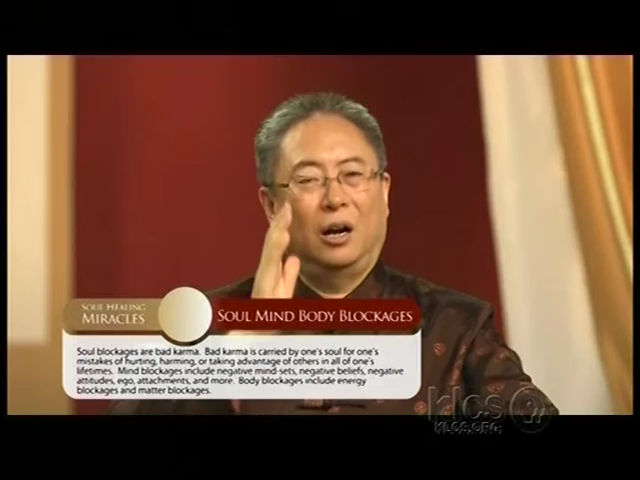 SOUL HEALING
MIRACLES
SOUL MIND BODY BLOCKAGES
Soul blockages are bad karma. Bad karma is carried by one's soul for one's
mistakes of hurting, harming, or taking advantage of others in all of one's
lifetimes. Mind blockages include negative mind-sets, negative beliefs, negative
attitudes, ego, attachments, and more. Body blockages include energy
blockages and matter blockages.
klcs
KLCS.ORG